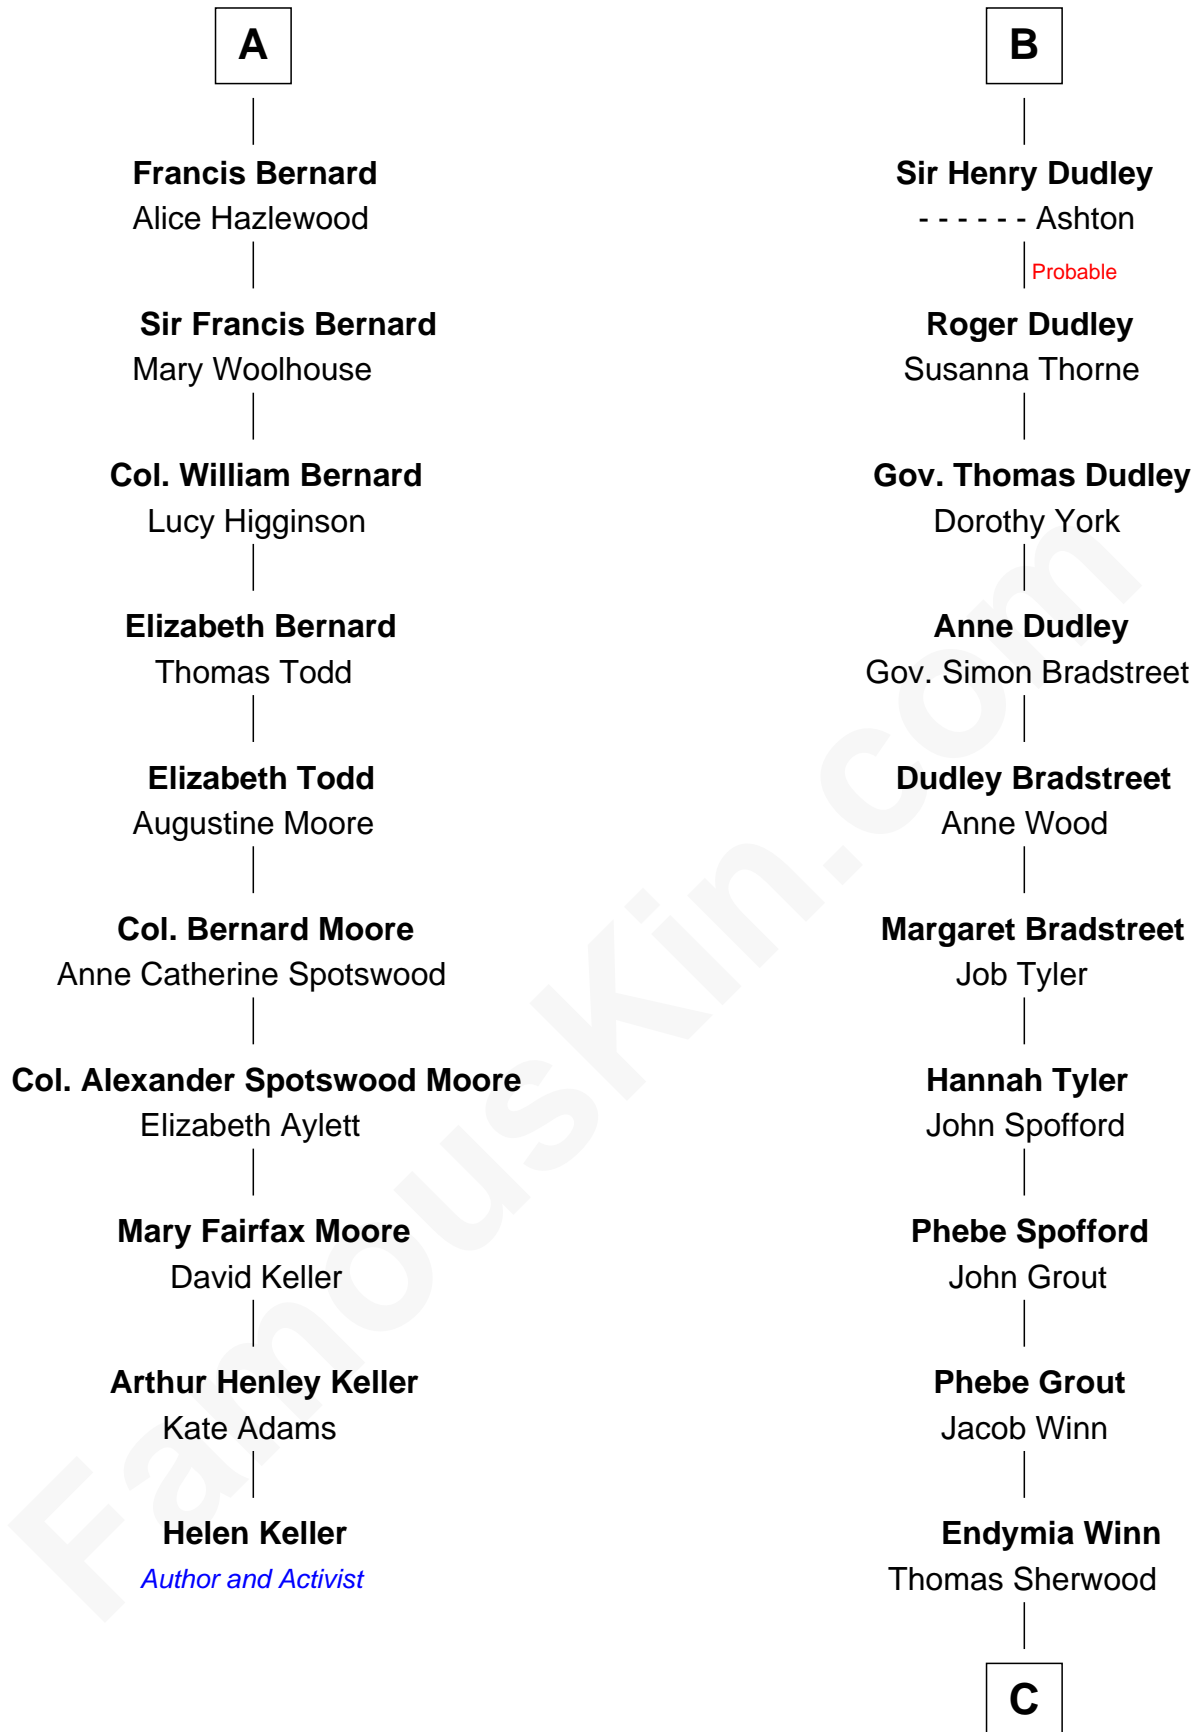 A
Francis Bernard
Alice Hazlewood
Sir Francis Bernard
Mary Woolhouse
Col. William Bernard
Lucy Higginson
Elizabeth Bernard
Thomas Todd
Elizabeth Todd
Augustine Moore
Col. Bernard Moore
Anne Catherine Spotswood
Col. Alexander Spotswood Moore
Elizabeth Aylett
Mary Fairfax Moore
David Keller
Arthur Henley Keller
Kate Adams
Helen Keller
Author and Activist
B
Sir Henry Dudley
- - - - - - Ashton
Probable
Roger Dudley
Susanna Thorne
Gov. Thomas Dudley
Dorothy York
Anne Dudley
Gov. Simon Bradstreet
Dudley Bradstreet
Anne Wood
Margaret Bradstreet
Job Tyler
Hannah Tyler
John Spofford
Phebe Spofford
John Grout
Phebe Grout
Jacob Winn
Endymia Winn
Thomas Sherwood
C
FamousKin.com